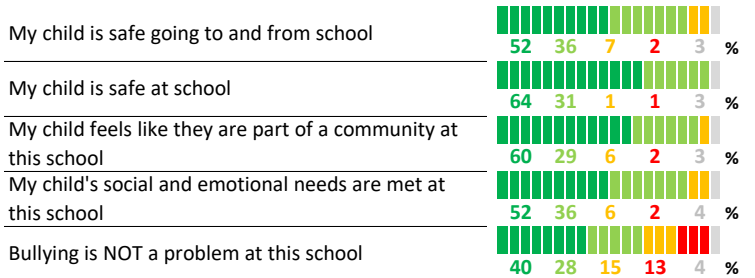 My child is safe going to and from school
52 36 7 2 3 %
My child is safe at school
64 31 1 1 3 %
My child feels like they are part of a community at
this school
60 29 6 2 3 %
My child's social and emotional needs are met at
this school
52 36 6 2 4 %
Bullying is NOT a problem at this school
40 28 15 13 4 %